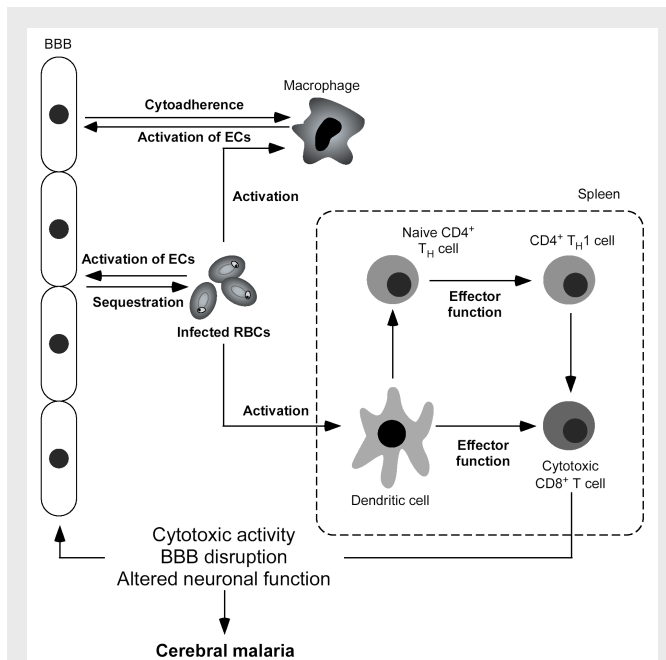 BBB
Macrophage
Cytoadherence
Activation of ECs
Activation
Spleen
Naive CD4⁺
T_H cell
CD4⁺ T_H1 cell
Activation of ECs
Sequestration
Effector
function
Infected RBCs
Activation
Effector
function
Cytotoxic
CD8⁺ T cell
Dendritic cell
Cytotoxic activity
BBB disruption
Altered neuronal function
Cerebral malaria